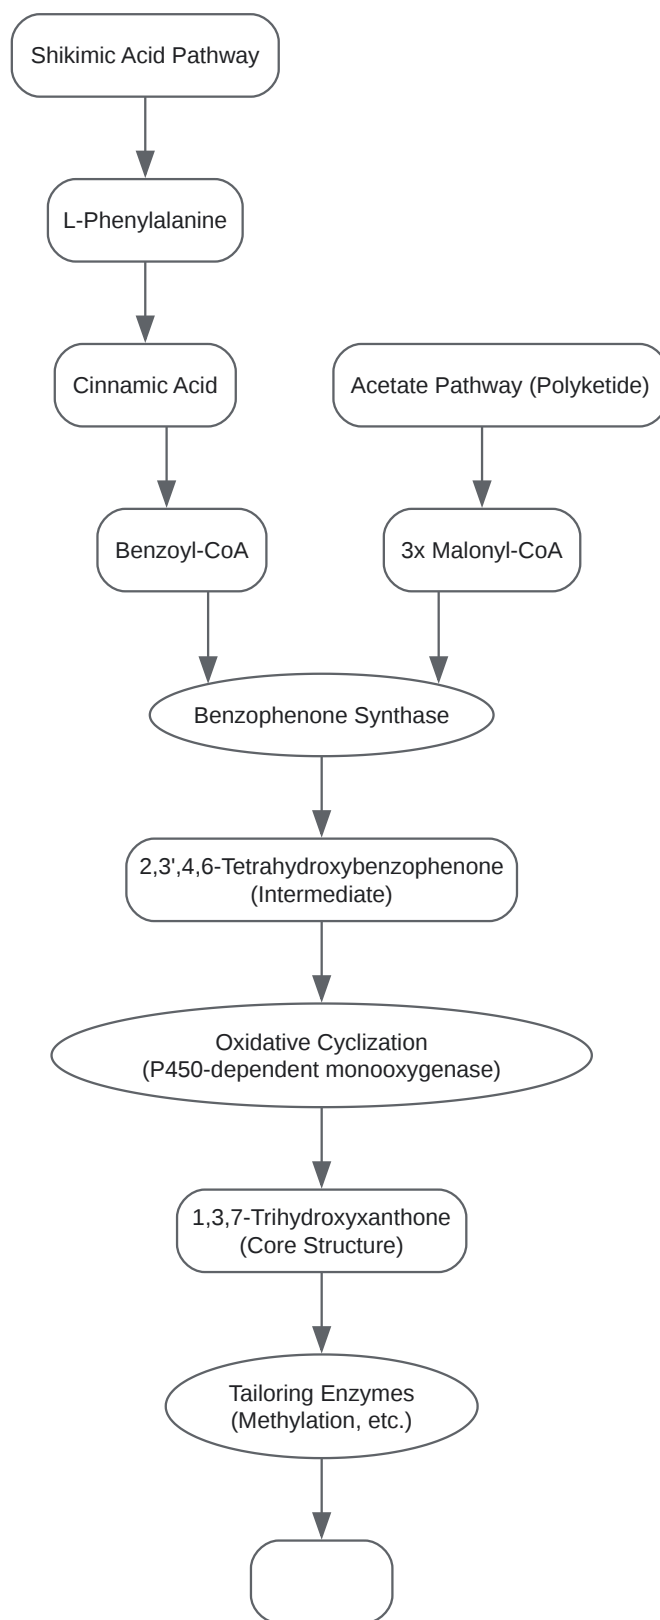 Shikimic Acid Pathway
L-Phenylalanine
Cinnamic Acid
Acetate Pathway (Polyketide)
Benzoyl-CoA
3x Malonyl-CoA
Benzophenone Synthase
2,3',4,6-Tetrahydroxybenzophenone
(Intermediate)
Oxidative Cyclization
(P450-dependent monooxygenase)
1,3,7-Trihydroxyxanthone
(Core Structure)
Tailoring Enzymes
(Methylation, etc.)